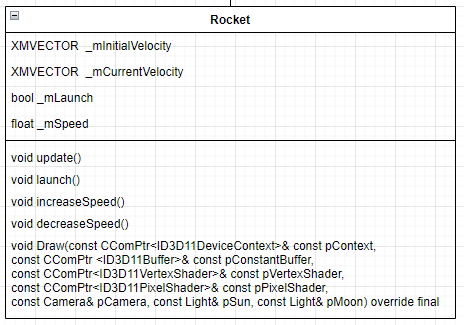 Rocket
XMVECTOR _mInitialVelocity
XMVECTOR _mCurrentVelocity
bool _mLaunch
float _mSpeed
void update()
void launch()
void increaseSpeed()
void decreaseSpeed()
void Draw(const CComPtr<ID3D11DeviceContext>& const pContext,
const CComPtr <ID3D11Buffer>& const pConstantBuffer,
const CComPtr<ID3D11VertexShader>& const pVertexShader,
const CComPtr<ID3D11PixelShader>& const pPixelShader,
const Camera& pCamera, const Light& pSun, const Light& pMoon) override final